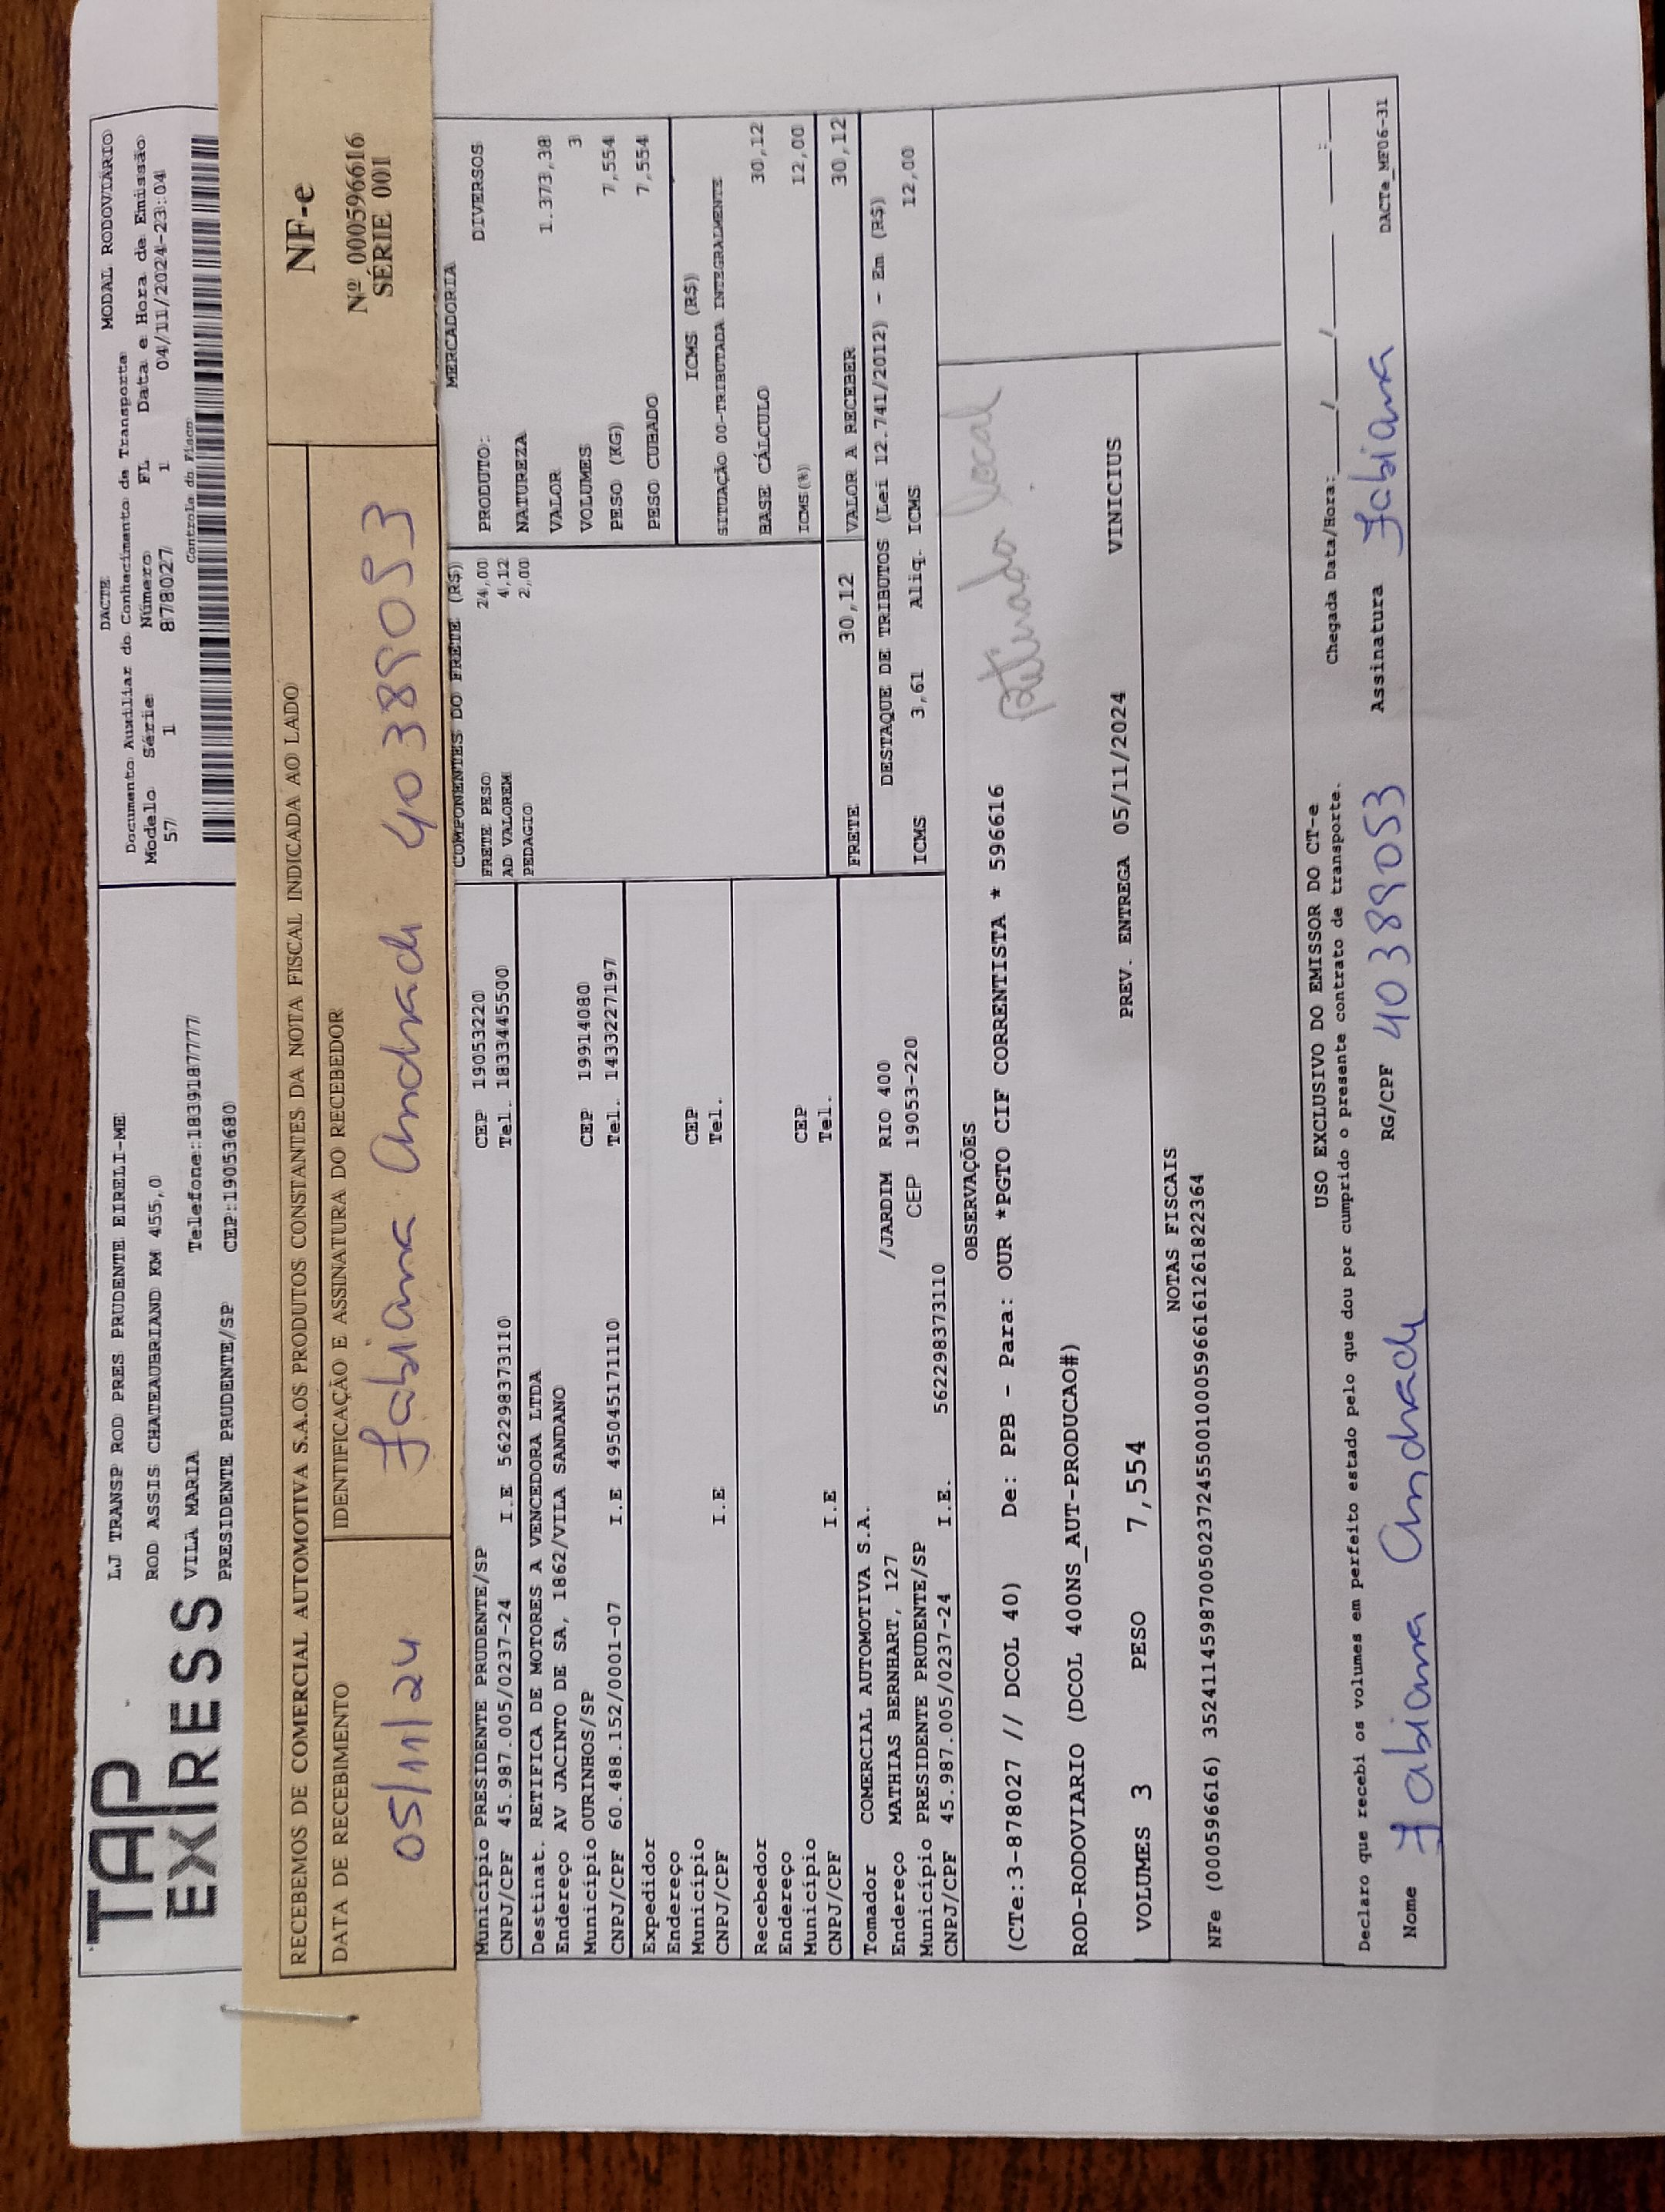 TAP
EXPRESS
LJ TRANSP ROD PRES PRUDENTE EIRELI-ME
ROD ASSIS CHATEAUBRIAND KM 455,0
VILA MARIA Telefone:1839187777
PRESIDENTE PRUDENTE/SP CEP:19053680
DACTE MODAL RODOVIÁRIO
Documento Auxiliar do Conhecimento de Transporte
Modelo Série Número FL Data e Hora de Emissão
57 1 878027 1 04/11/2024-23:04
Controle do Fisco
RECEBEMOS DE COMERCIAL AUTOMOTIVA S.A.OS PRODUTOS CONSTANTES DA NOTA FISCAL INDICADA AO LADO
DATA DE RECEBIMENTO
05/11/24
IDENTIFICAÇÃO E ASSINATURA DO RECEBEDOR
Fabiana Andrade 40389053
NF-e
Nº 000596616
SÉRIE 001
Município PRESIDENTE PRUDENTE/SP CEP 19053220
CNPJ/CPF 45.987.005/0237-24 I.E 562298373110 Tel. 1833445500
Destinat. RETIFICA DE MOTORES A VENCEDORA LTDA
Endereço AV JACINTO DE SA, 1862/VILA SANDANO
Município OURINHOS/SP CEP 19914080
CNPJ/CPF 60.488.152/0001-07 I.E 495045171110 Tel. 1433227197
Expedidor
Endereço
Município CEP
CNPJ/CPF I.E Tel.
Recebedor
Endereço
Município CEP
CNPJ/CPF I.E Tel.
Tomador COMERCIAL AUTOMOTIVA S.A.
Endereço MATHIAS BERNHART, 127 /JARDIM RIO 400
Município PRESIDENTE PRUDENTE/SP CEP 19053-220
CNPJ/CPF 45.987.005/0237-24 I.E. 562298373110
COMPONENTES DO FRETE (R$)
FRETE PESO 24,00
AD VALOREM 4,12
PEDAGIO 2,00
MERCADORIA
PRODUTO: DIVERSOS
NATUREZA
VALOR 1.373,38
VOLUMES 3
PESO (KG) 7,554
PESO CUBADO 7,554
ICMS (R$)
SITUAÇÃO 00-TRIBUTADA INTEGRALMENTE
BASE CÁLCULO 30,12
ICMS(%) 12,00
FRETE 30,12 VALOR A RECEBER 30,12
DESTAQUE DE TRIBUTOS (Lei 12.741/2012) - Em (R$)
ICMS 3,61 Aliq. ICMS 12,00
OBSERVAÇÕES
(CTe:3-878027 // DCOL 40) De: PPB - Para: OUR *PGTO CIF CORRENTISTA * 596616
Retirada local
ROD-RODOVIARIO (DCOL 400NS_AUT-PRODUCAO#)
VOLUMES 3 PESO 7,554 PREV. ENTREGA 05/11/2024 VINICIUS
NOTAS FISCAIS
NFe (000596616) 35241145987005023724550010005966161261822364
USO EXCLUSIVO DO EMISSOR DO CT-e
Declaro que recebi os volumes em perfeito estado pelo que dou por cumprido o presente contrato de transporte. Chegada Data/Hora: ___/___/___ ___:___
Nome Fabiana Andrade RG/CPF 40389053 Assinatura Fabiana
DACTe_MF06-31